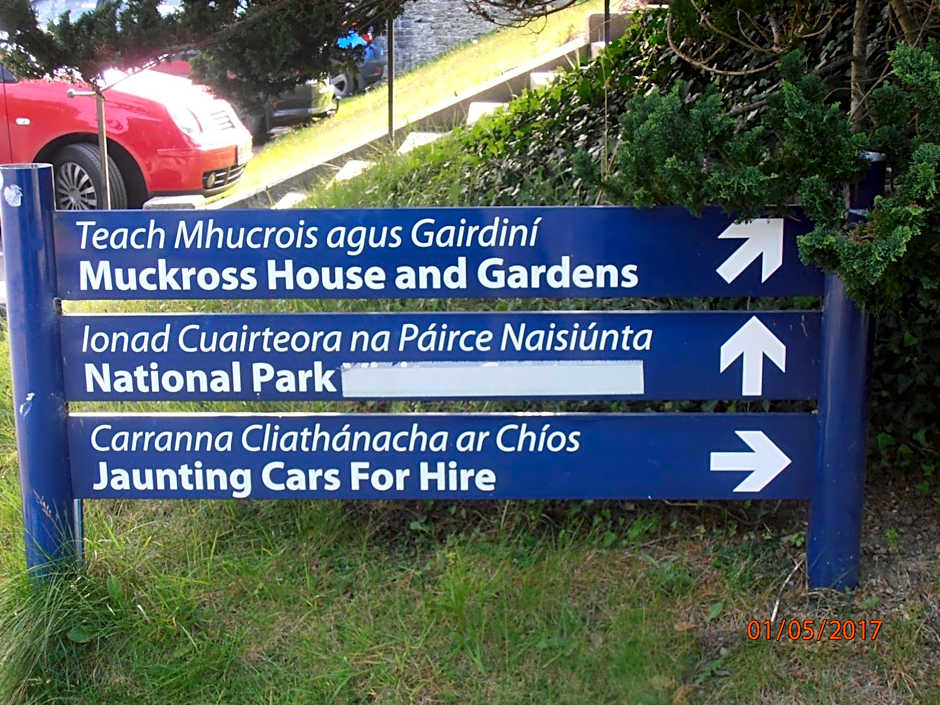 Teach Mhucrois agus Gairdiní
Muckross House and Gardens
Ionad Cuairteora na Páirce Naisiúnta
National Park
Carranna Cliathánacha ar Chíos
Jaunting Cars For Hire
01/05/2017